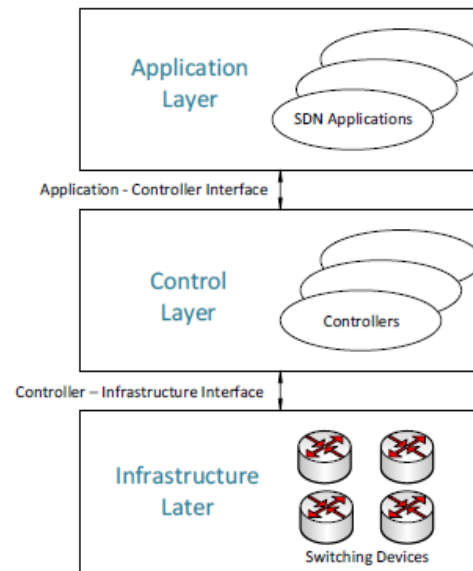 Application
Layer
SDN Applications
Application - Controller Interface
Control
Layer
Controllers
Controller – Infrastructure Interface
Infrastructure
Later
Switching Devices